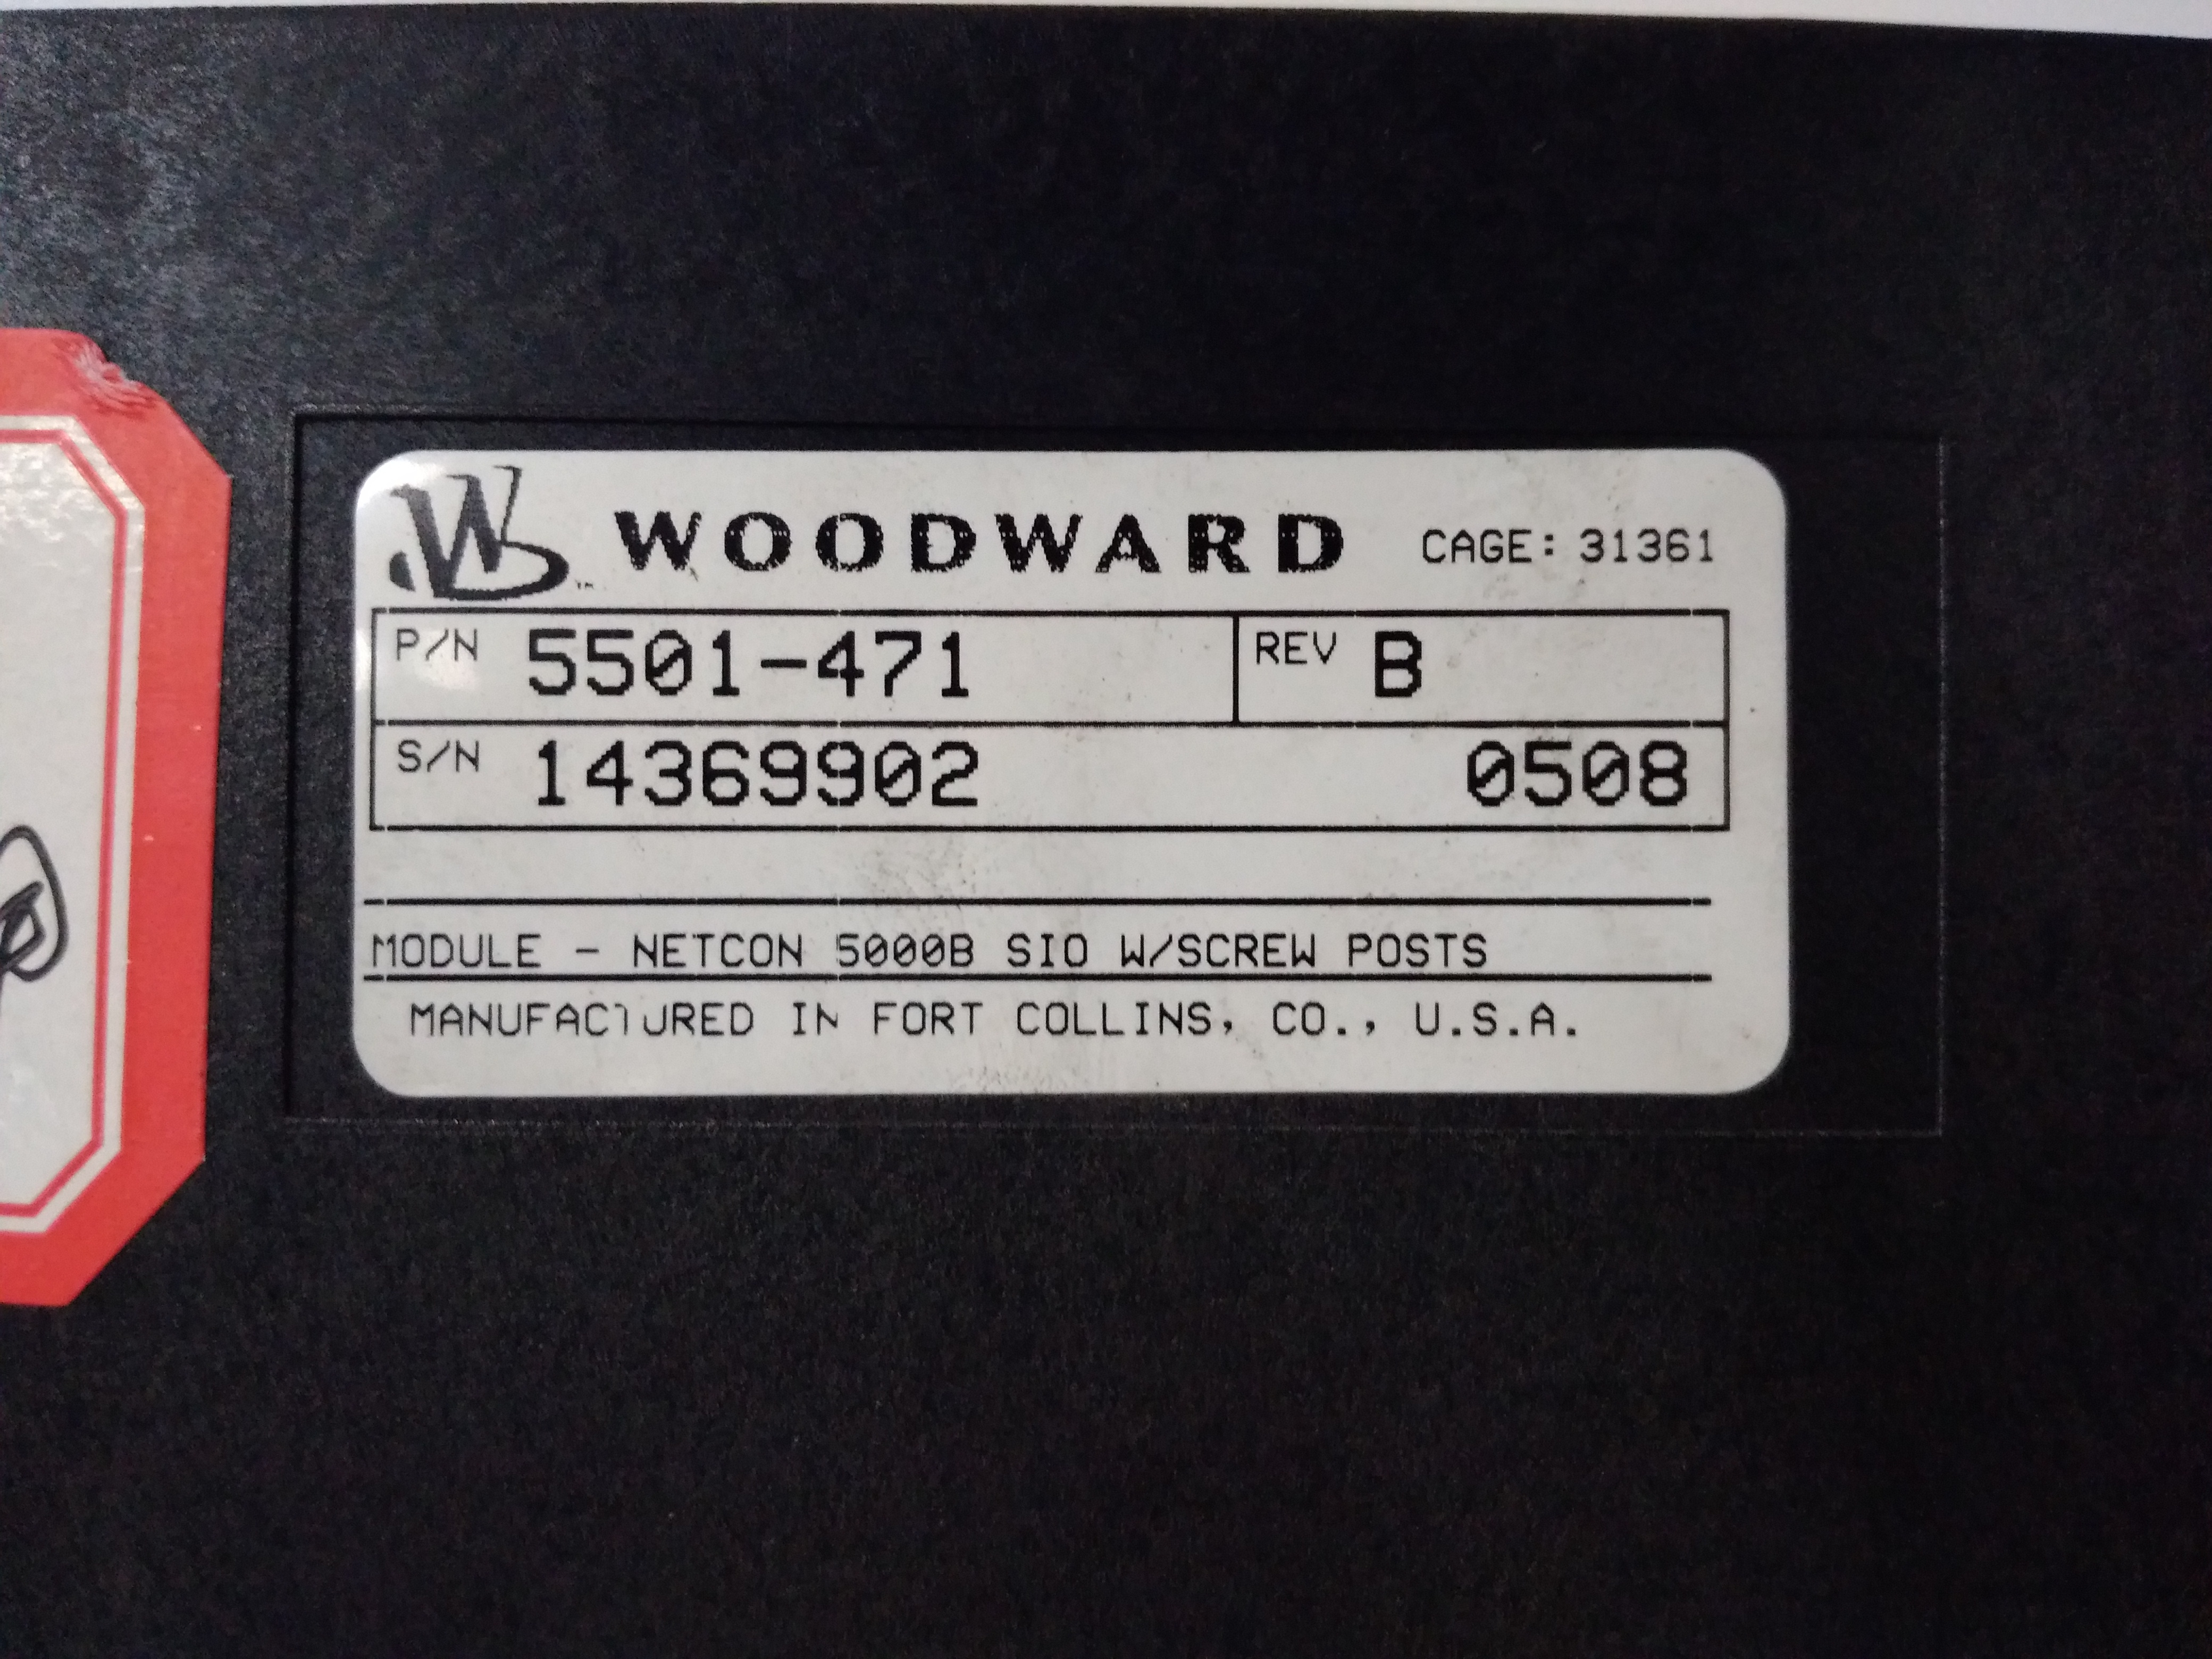 WOODWARD CAGE: 31361
P/N 5501-471 REV B
S/N 14369902 0508
MODULE - NETCON 5000B SIO W/SCREW POSTS
MANUFACTURED IN FORT COLLINS, CO., U.S.A.